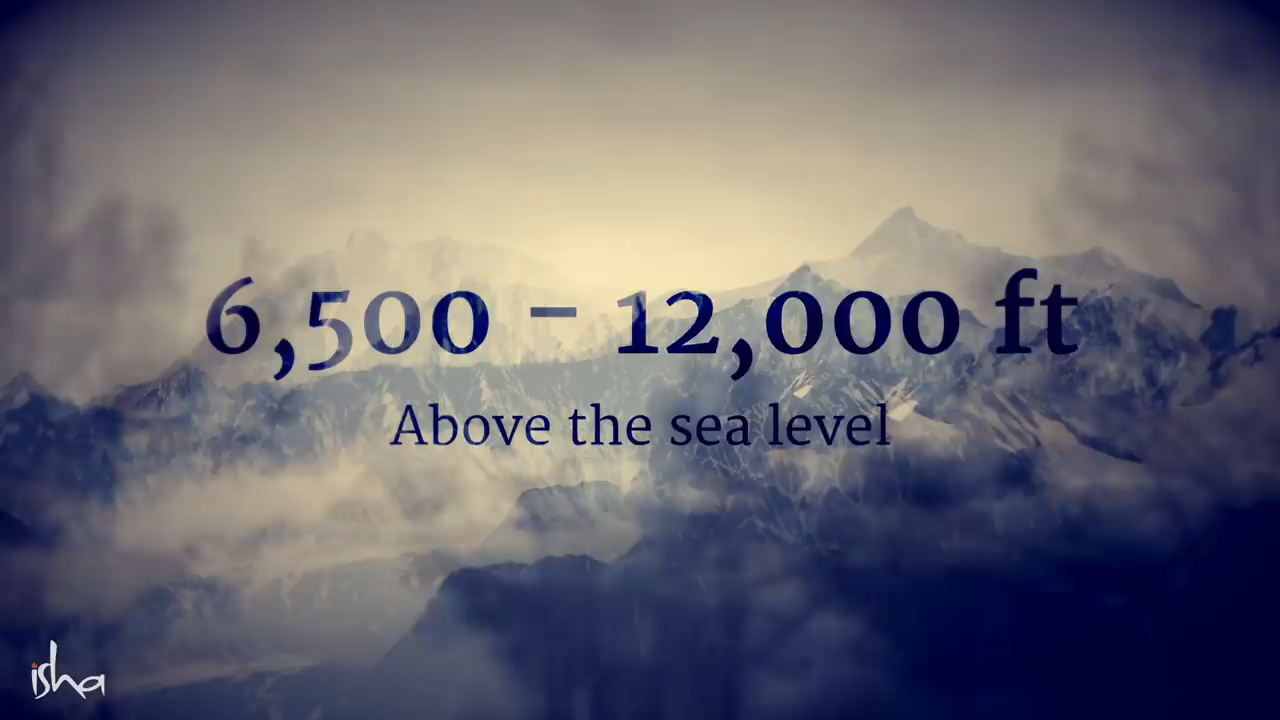 6,500 – 12,000 ft
Above the sea level
isha